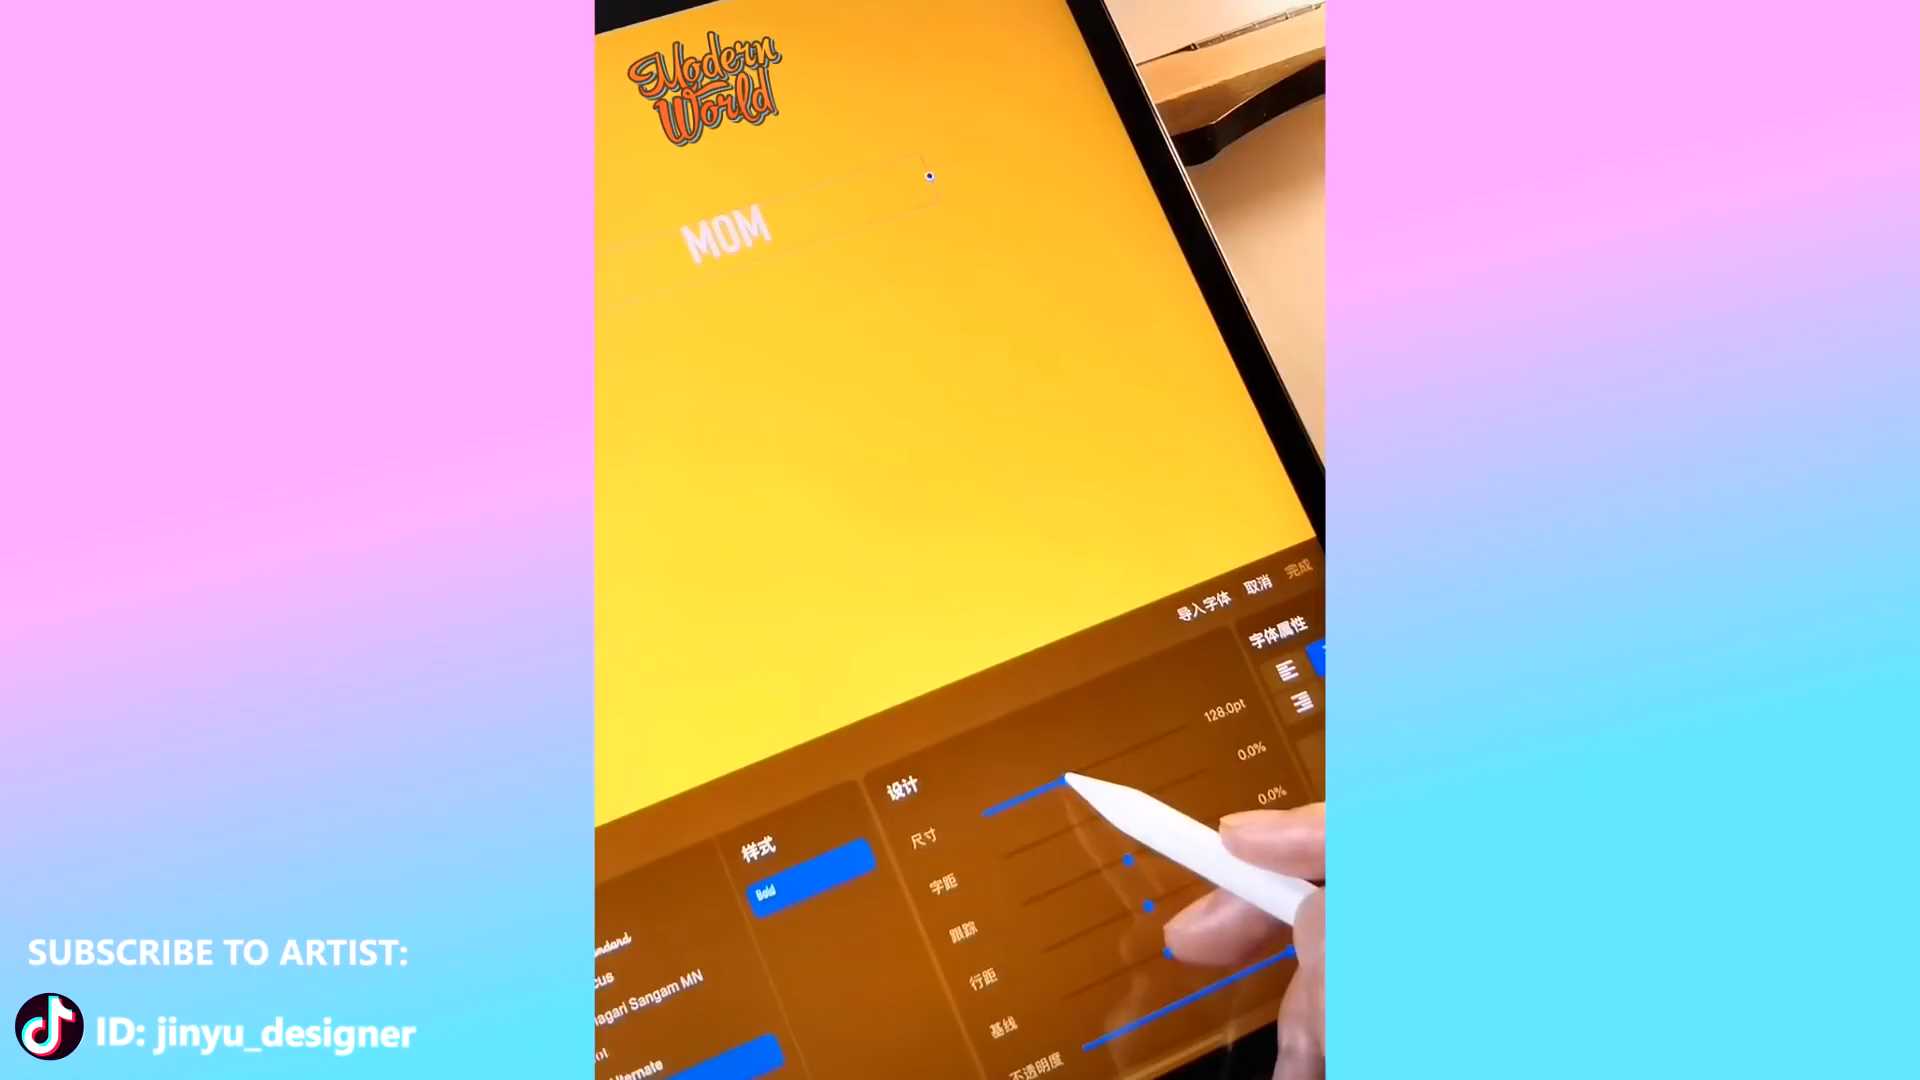 Modern
World
MOM
导入字体 取消 完成
字体属性
设计
128.0pt
0.0%
0.0%
尺寸
字距
跟踪
行距
基线
不透明度
样式
Bold
agari Sangam MN
SUBSCRIBE TO ARTIST:
ID: jinyu_designer